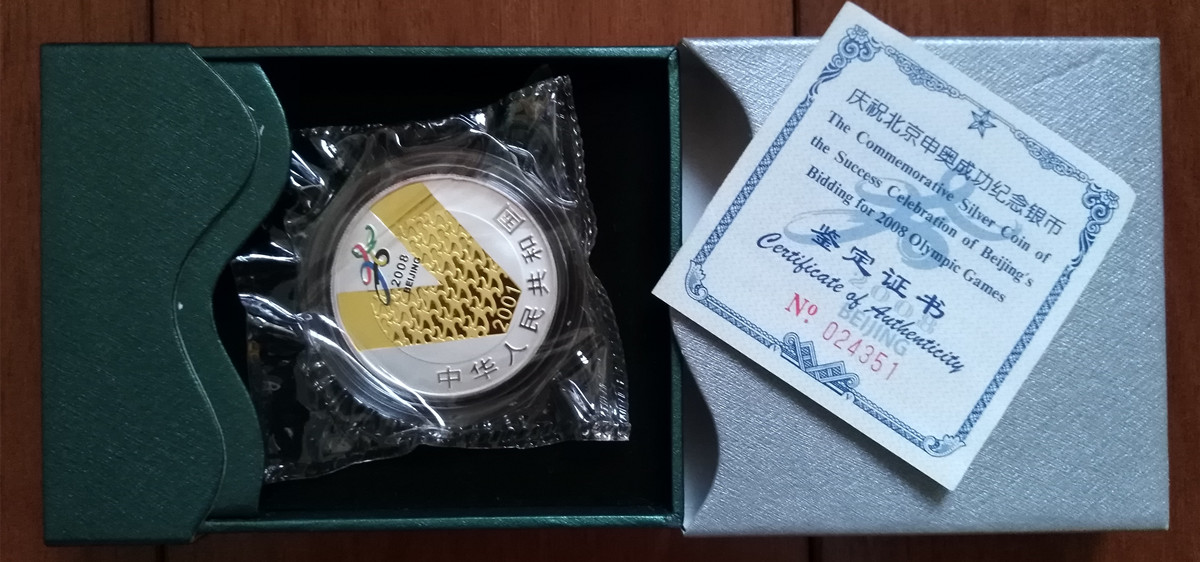 2008
BEIJING
2001
中华人民共和国
庆祝北京申奥成功纪念银币
The Commemorative Silver Coin of
the Success Celebration of Beijing's
Bidding for 2008 Olympic Games
鉴定证书
Certificate of Authenticity
Nº 024351
2008
BEIJING